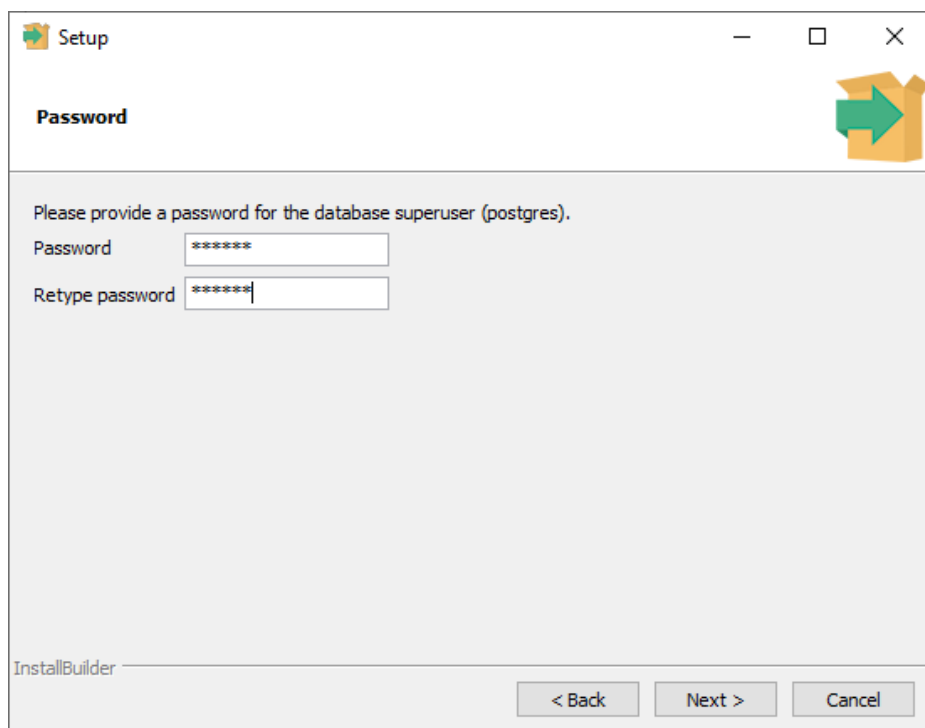 Setup
Password
Please provide a password for the database superuser (postgres).
Password ******
Retype password ******
InstallBuilder
< Back Next > Cancel